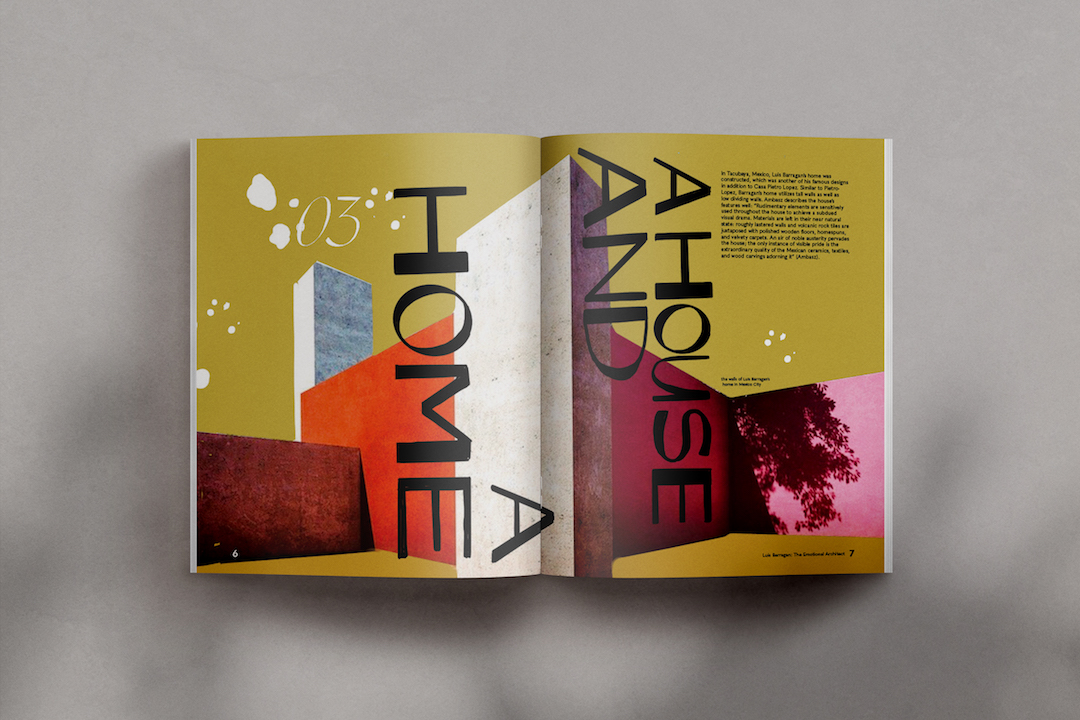 03
A HOUSE
AND A
HOME
In Tacubaya, Mexico, Luis Barragan's home was
constructed, which was another of his famous designs
in addition to Casa Pietro Lopez. Similar to Pietro
Lopez, Barragan's home utilizes tall walls as well as
low dividing walls. Ambasz describes the house's
features well: "Rudimentary elements are sensitively
used throughout the house to achieve a subdued
visual drama. Materials are left in their near natural
state: roughly lastered walls and volcanic rock tiles are
juxtaposed with polished wooden floors, homespuns,
and velvety carpets. An air of noble austerity pervades
the house; the only instance of visible pride is the
extraordinary quality of the Mexican ceramics, textiles,
and wood carvings adorning it" (Ambasz).
the walls of Luis Barragan's
home in Mexico City
6
Luis Barragan: The Emotional Architect 7